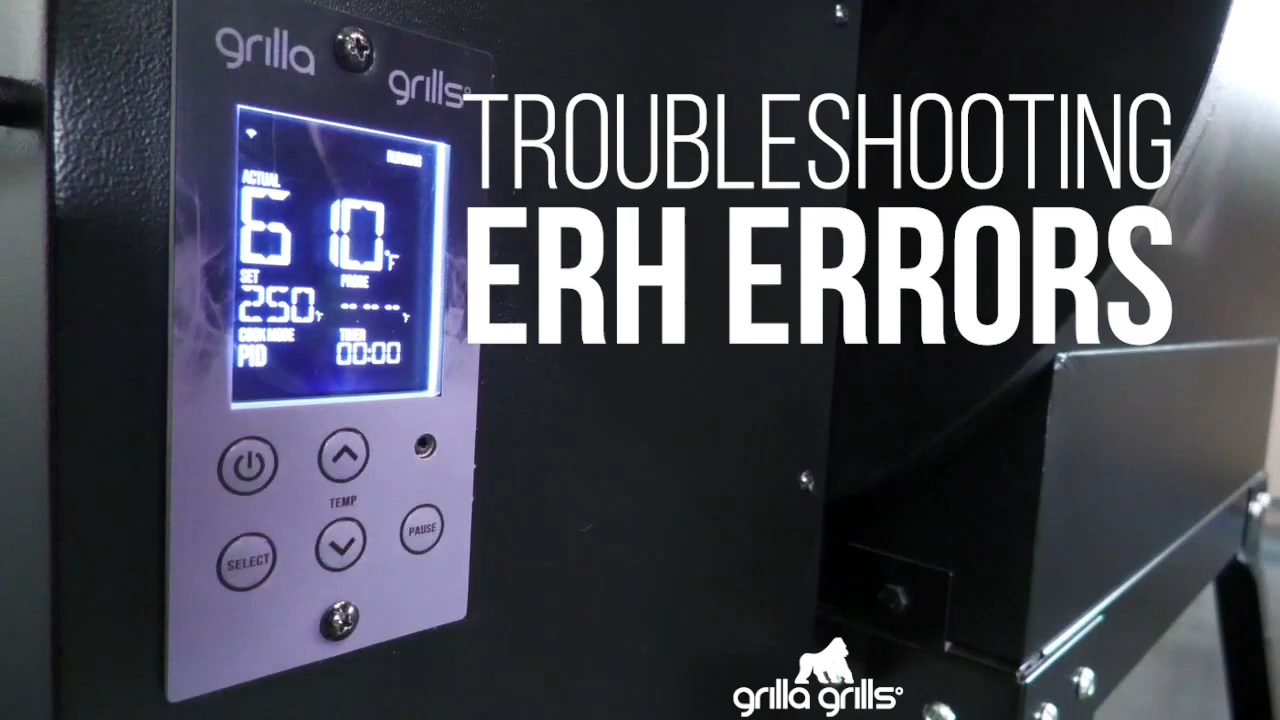 grilla
grills
TROUBLESHOOTING
ERH ERRORS
RUNNING
ACTUAL
610°F
SET
PROBE
250°F
-- -- --°F
COOK MODE
TIMER
PID
00:00
TEMP
PAUSE
SELECT
grilla grills